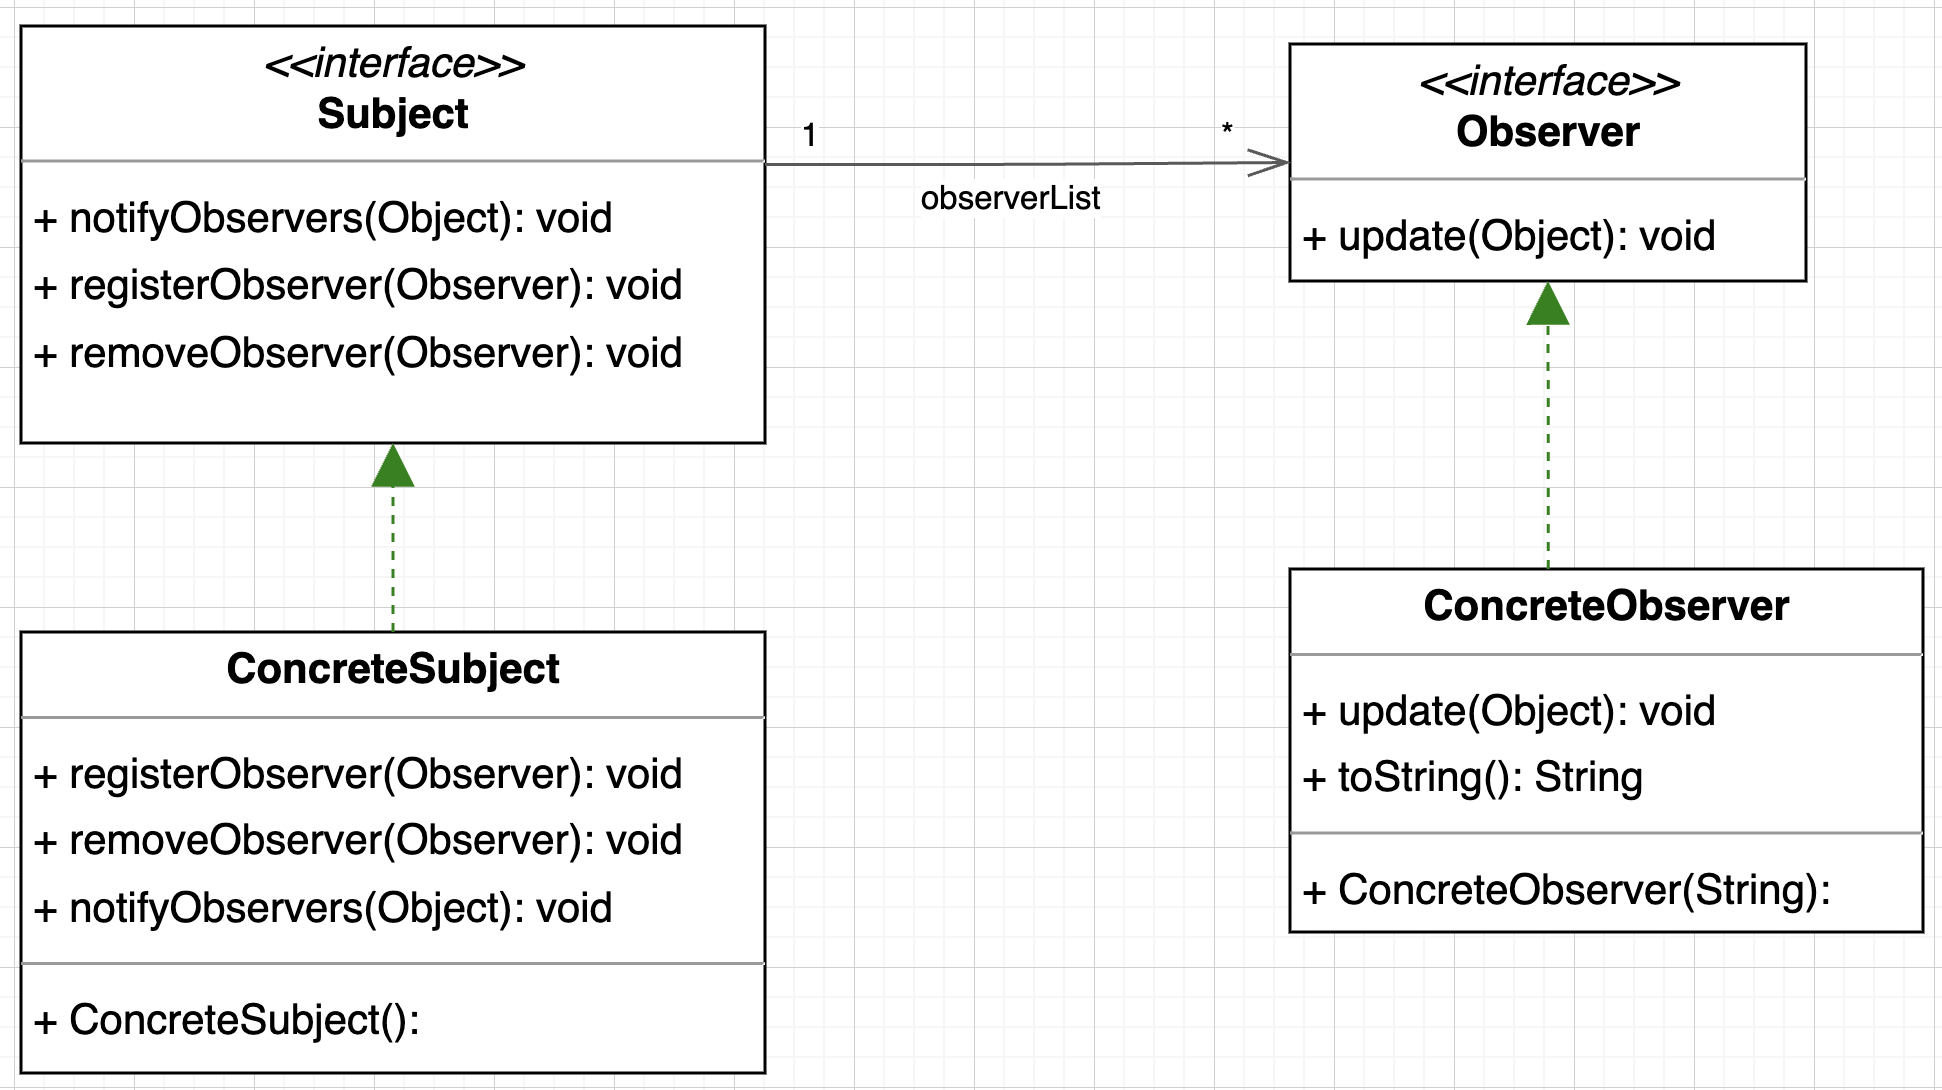 <<interface>>
Subject
+ notifyObservers(Object): void
+ registerObserver(Observer): void
+ removeObserver(Observer): void
1
*
observerList
<<interface>>
Observer
+ update(Object): void
ConcreteSubject
+ registerObserver(Observer): void
+ removeObserver(Observer): void
+ notifyObservers(Object): void
+ ConcreteSubject():
ConcreteObserver
+ update(Object): void
+ toString(): String
+ ConcreteObserver(String):